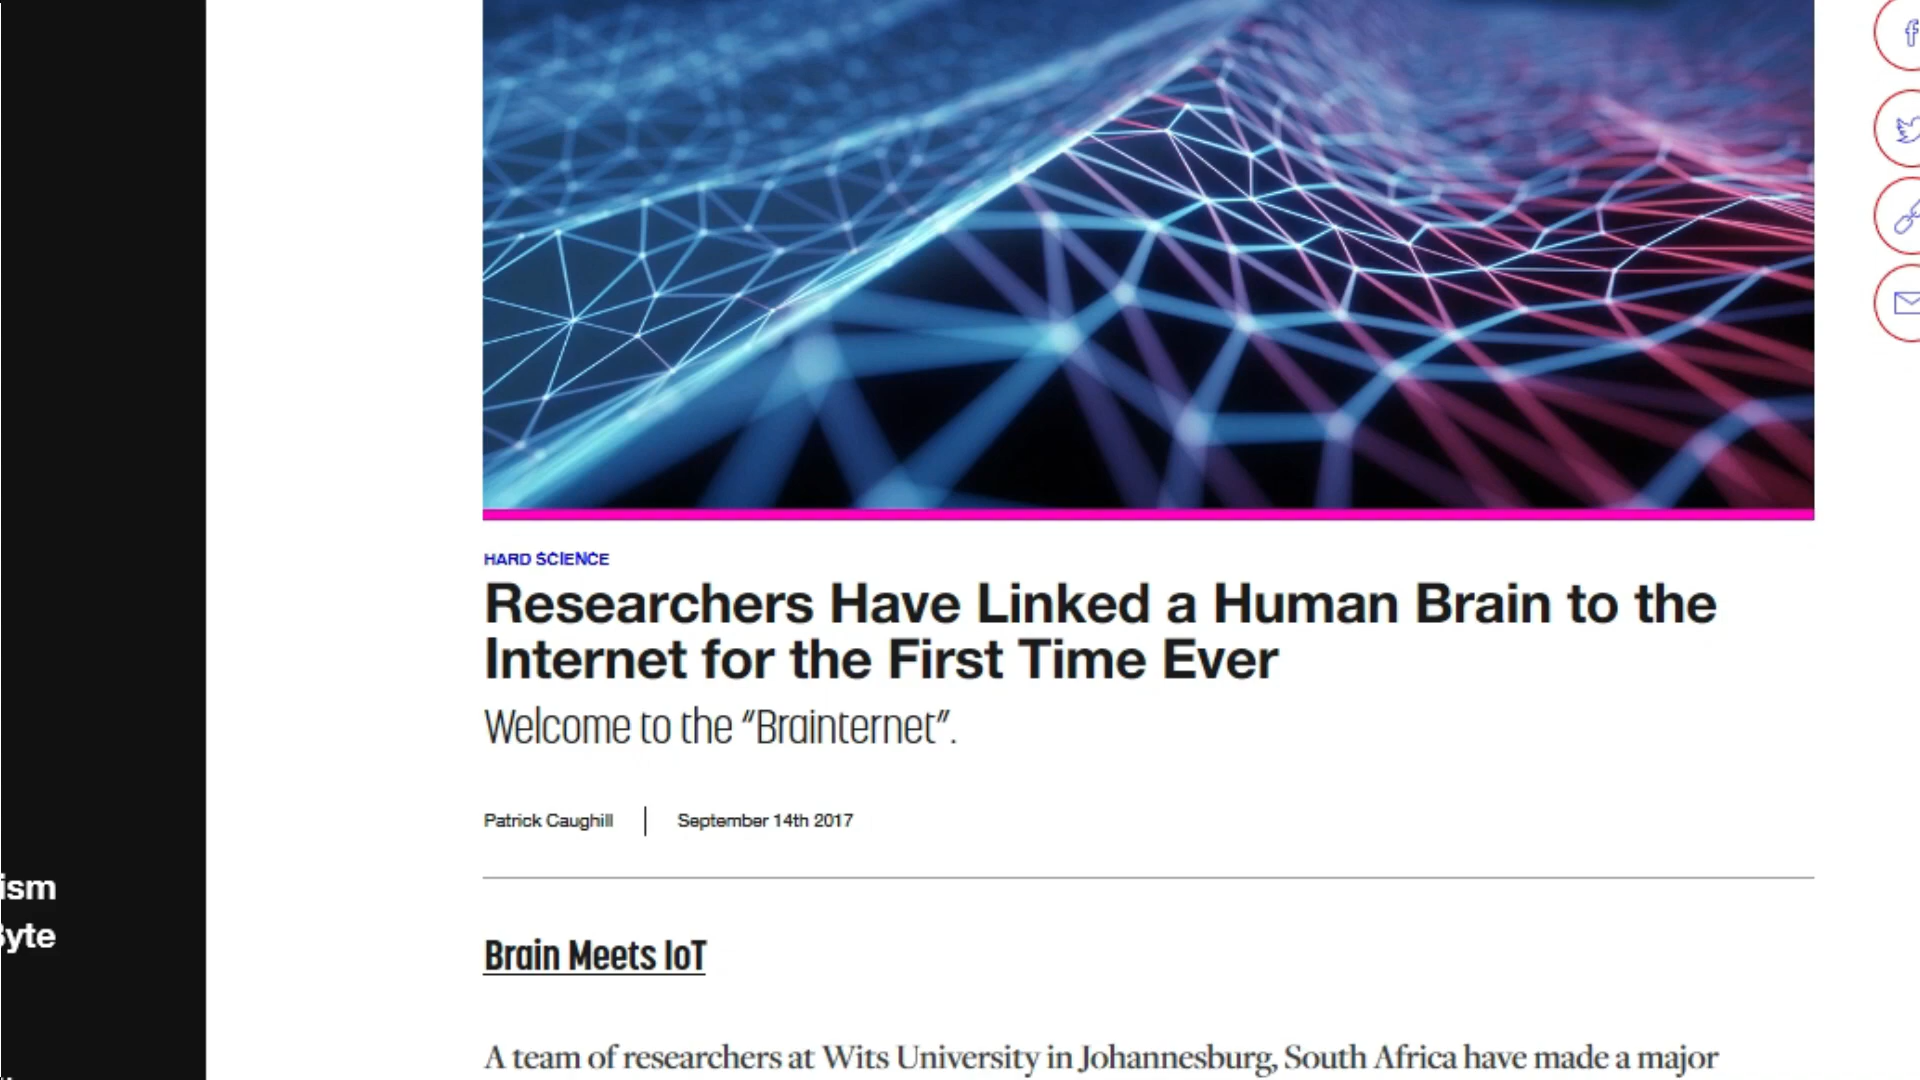 HARD SCIENCE
Researchers Have Linked a Human Brain to the
Internet for the First Time Ever
Welcome to the “Brainternet”.
Patrick Caughill
September 14th 2017
ism
Byte
Brain Meets IoT
A team of researchers at Wits University in Johannesburg, South Africa have made a major